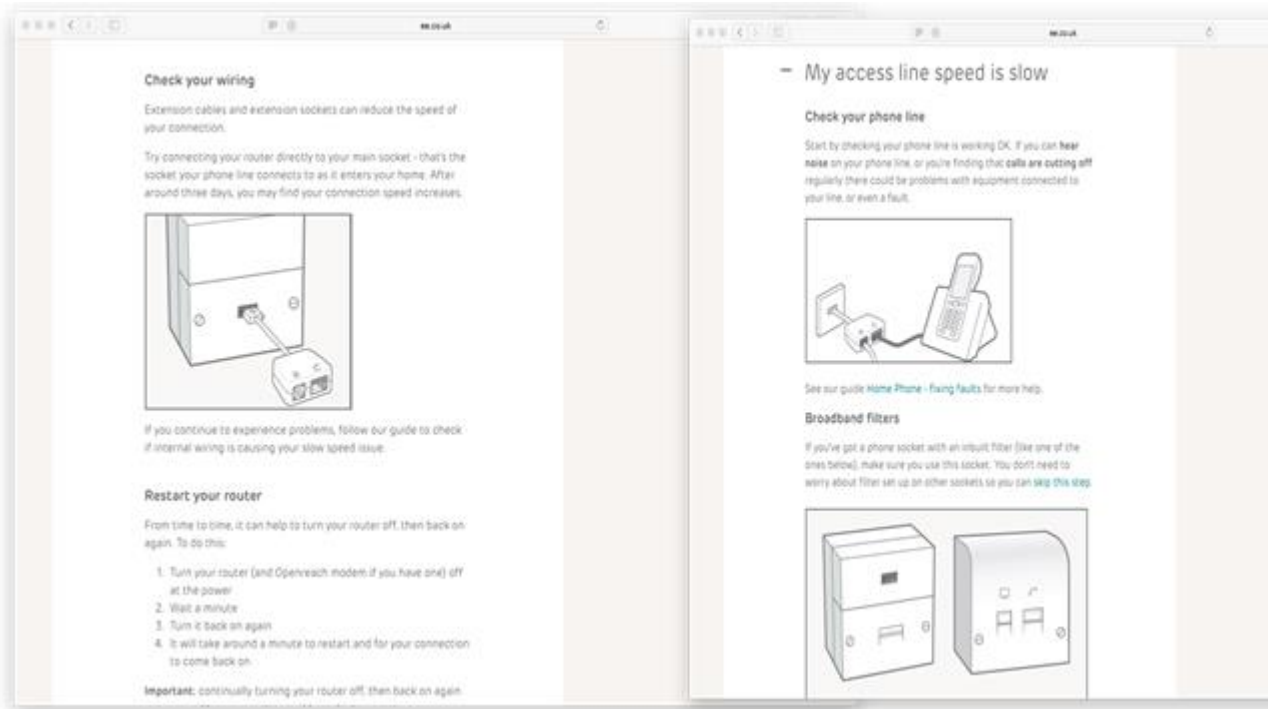 ee.co.uk
Check your wiring
Extension cables and extension sockets can reduce the speed of
your connection.
Try connecting your router directly to your main socket - that's the
socket your phone line connects to as it enters your home. After
around three days, you may find your connection speed increases.
If you continue to experience problems, follow our guide to check
if internal wiring is causing your slow speed issue.
Restart your router
From time to time, it can help to turn your router off, then back on
again. To do this:
1. Turn your router (and Openreach modem if you have one) off
at the power
2. Wait a minute
3. Turn it back on again
4. It will take around a minute to restart and for your connection
to come back on
Important: continually turning your router off, then back on again
ee.co.uk
– My access line speed is slow
Check your phone line
Start by checking your phone line is working OK. If you can hear
noise on your phone line, or you're finding that calls are cutting off
regularly there could be problems with equipment connected to
your line, or even a fault.
See our guide Home Phone - fixing faults for more help.
Broadband filters
If you've got a phone socket with an inbuilt filter (like one of the
ones below), make sure you use this socket. You don't need to
worry about filter set up on other sockets so you can skip this step